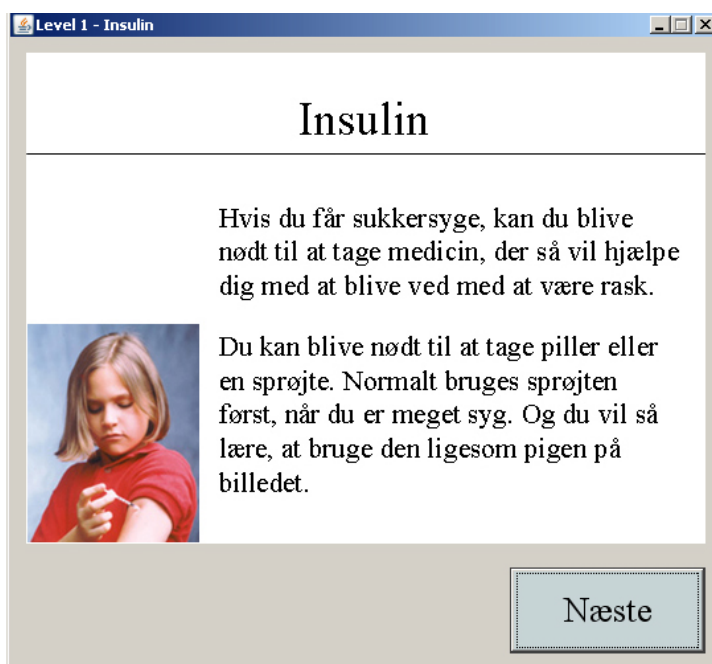 Level 1 - Insulin
Insulin
Hvis du får sukkersyge, kan du blive
nødt til at tage medicin, der så vil hjælpe
dig med at blive ved med at være rask.
Du kan blive nødt til at tage piller eller
en sprøjte. Normalt bruges sprøjten
først, når du er meget syg. Og du vil så
lære, at bruge den ligesom pigen på
billedet.
Næste